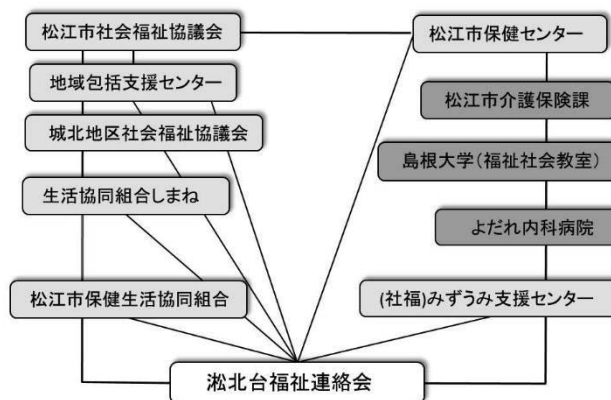 松江市社会福祉協議会
地域包括支援センター
城北地区社会福祉協議会
生活協同組合しまね
松江市保健生活協同組合
松江市保健センター
松江市介護保険課
島根大学(福祉社会教室)
よだれ内科病院
(社福)みずうみ支援センター
淞北台福祉連絡会